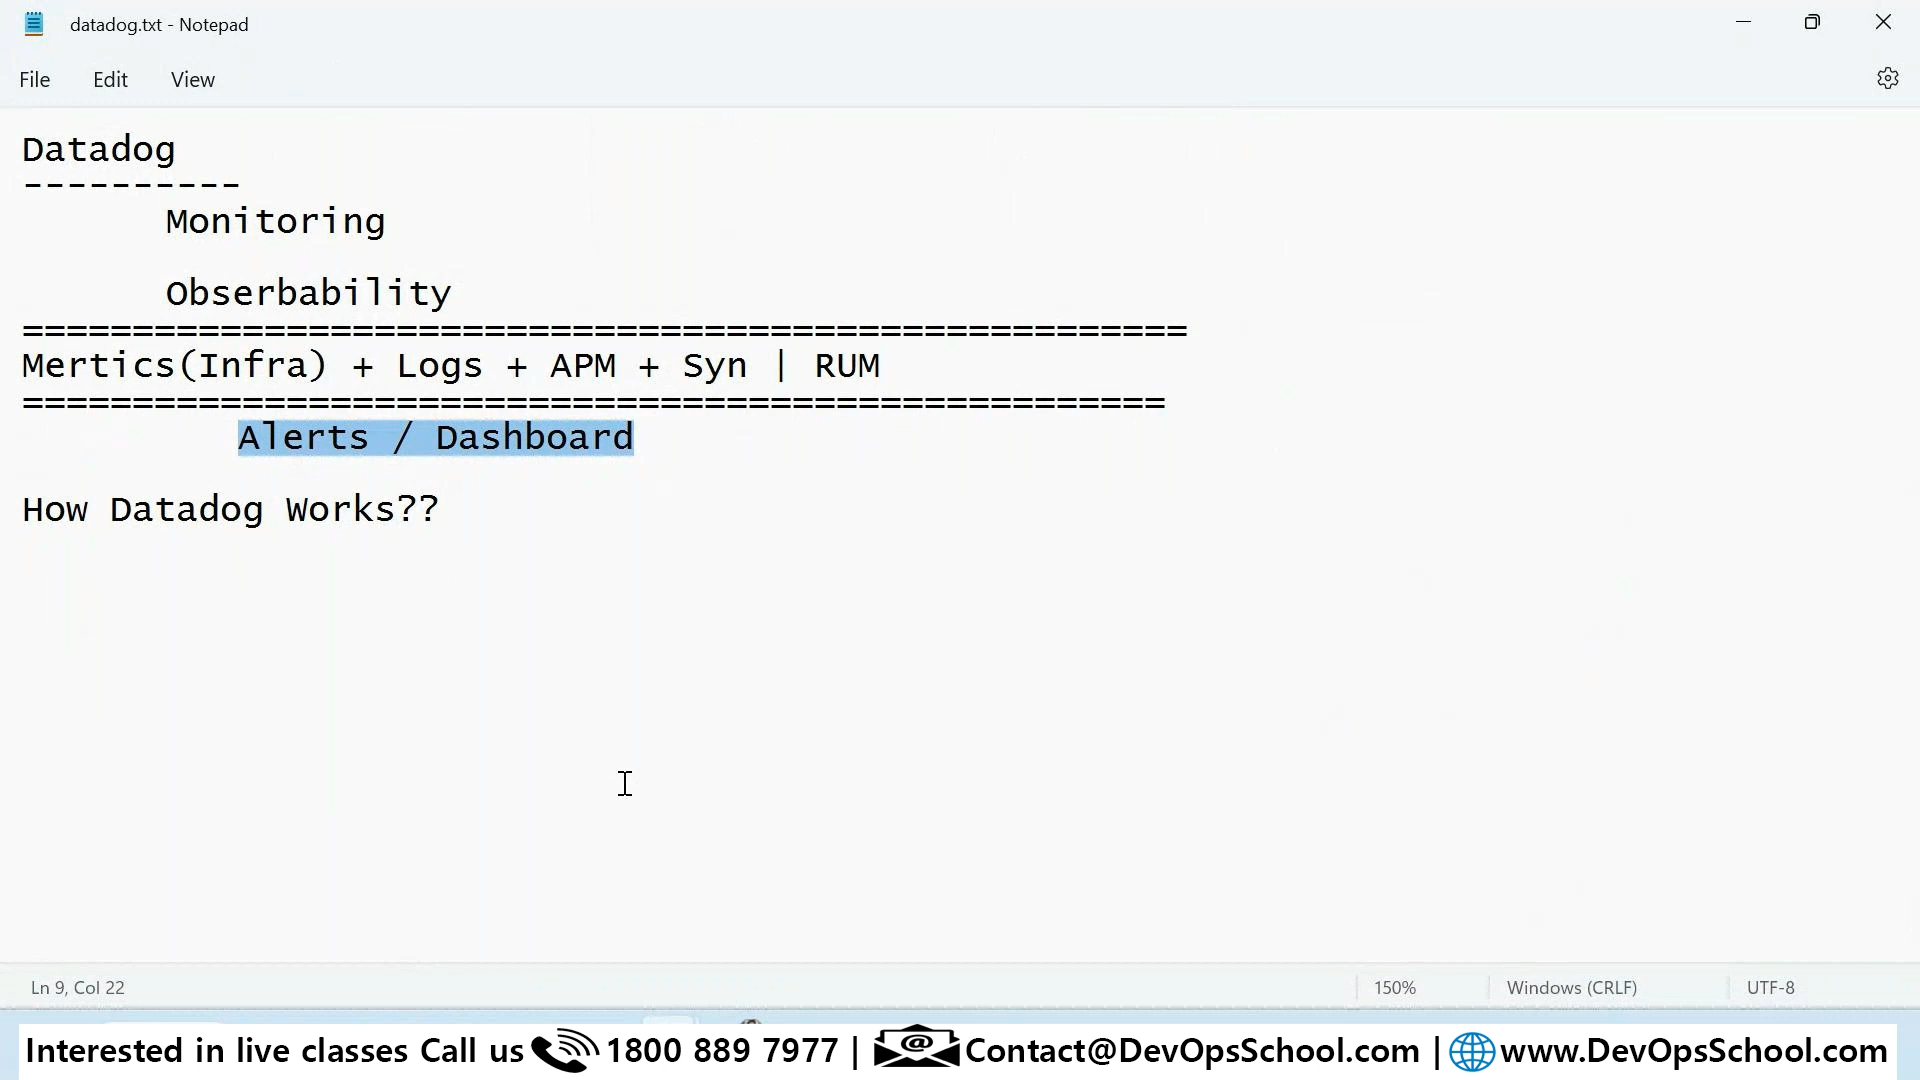 datadog.txt - Notepad
File Edit View
Datadog
----------
Monitoring
Obserbability
=====================================================
Mertics(Infra) + Logs + APM + Syn | RUM
====================================================
Alerts / Dashboard
How Datadog Works??
Ln 9, Col 22 150% Windows (CRLF) UTF-8
Interested in live classes Call us 1800 889 7977 | Contact@DevOpsSchool.com | www.DevOpsSchool.com